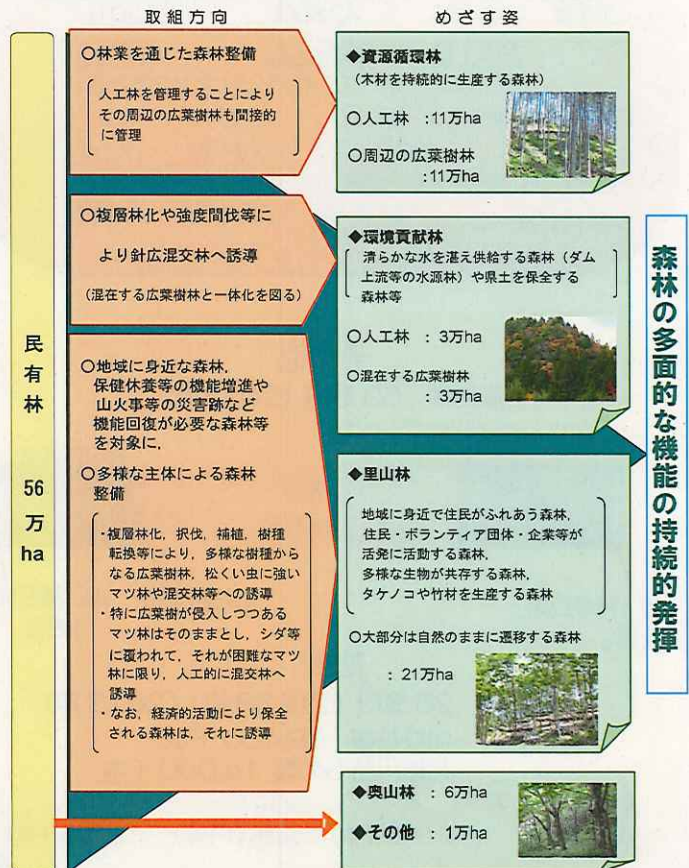 取組方向
めざす姿
民有林 56万ha
○林業を通じた森林整備
人工林を管理することにより
その周辺の広葉樹林も間接的
に管理
◆資源循環林
(木材を持続的に生産する森林)
○人工林 :11万ha
○周辺の広葉樹林
:11万ha
○複層林化や強度間伐等に
より針広混交林へ誘導
(混在する広葉樹林と一体化を図る)
◆環境貢献林
清らかな水を湛え供給する森林(ダム
上流等の水源林)や県土を保全する
森林等
○人工林 :3万ha
○混在する広葉樹林
:3万ha
○地域に身近な森林,
保健休養等の機能増進や
山火事等の災害跡など
機能回復が必要な森林等
を対象に,
○多様な主体による森林
整備
・複層林化,択伐,補植,樹種
転換等により,多様な樹種から
なる広葉樹林,松くい虫に強い
マツ林や混交林等への誘導
・特に広葉樹が侵入しつつある
マツ林はそのままとし,シダ等
に覆われて,それが困難なマツ
林に限り,人工的に混交林へ
誘導
・なお,経済的活動により保全
される森林は,それに誘導
◆里山林
地域に身近で住民がふれあう森林,
住民・ボランティア団体・企業等が
活発に活動する森林,
多様な生物が共存する森林,
タケノコや竹材を生産する森林
○大部分は自然のままに遷移する森林
:21万ha
◆奥山林 :6万ha
◆その他 :1万ha
森林の多面的な機能の持続的発揮